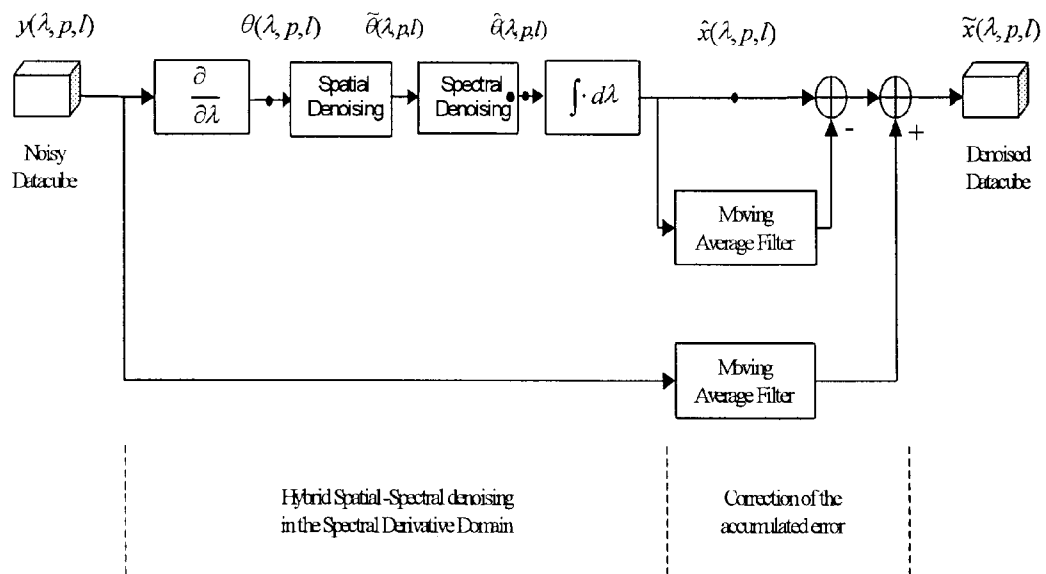 y(λ, p, l)
θ(λ, p, l)
θ̃(λ, p, l)
θ̂(λ, p, l)
x̂(λ, p, l)
x̃(λ, p, l)
∂
∂λ
Spatial
Denoising
Spectral
Denoising
∫· dλ
-
+
Noisy
Datacube
Denoised
Datacube
Moving
Average Filter
Moving
Average Filter
Hybrid Spatial-Spectral denoising
in the Spectral Derivative Domain
Correction of the
accumulated error